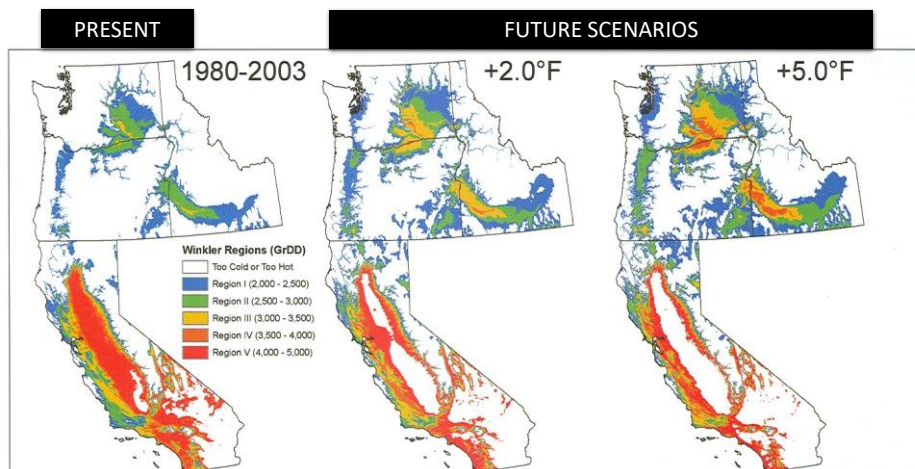 PRESENT
FUTURE SCENARIOS
1980-2003
+2.0°F
+5.0°F
Winkler Regions (GrDD)
Too Cold or Too Hot
Region I (2,000 - 2,500)
Region II (2,500 - 3,000)
Region III (3,000 - 3,500)
Region IV (3,500 - 4,000)
Region V (4,000 - 5,000)